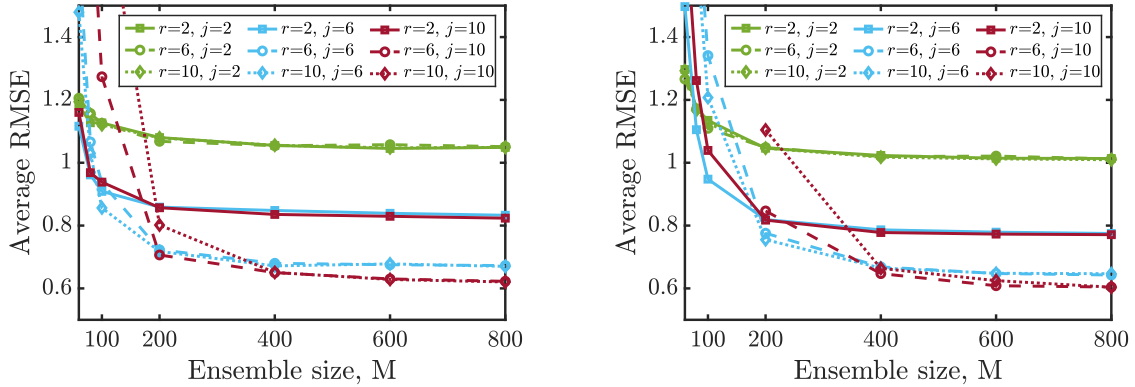 1.4
1.2
1
0.8
0.6
Average RMSE
r=2, j=2 r=2, j=6 r=2, j=10
r=6, j=2 r=6, j=6 r=6, j=10
r=10, j=2 r=10, j=6 r=10, j=10
100 200 400 600 800
Ensemble size, M
1.4
1.2
1
0.8
0.6
Average RMSE
r=2, j=2 r=2, j=6 r=2, j=10
r=6, j=2 r=6, j=6 r=6, j=10
r=10, j=2 r=10, j=6 r=10, j=10
100 200 400 600 800
Ensemble size, M